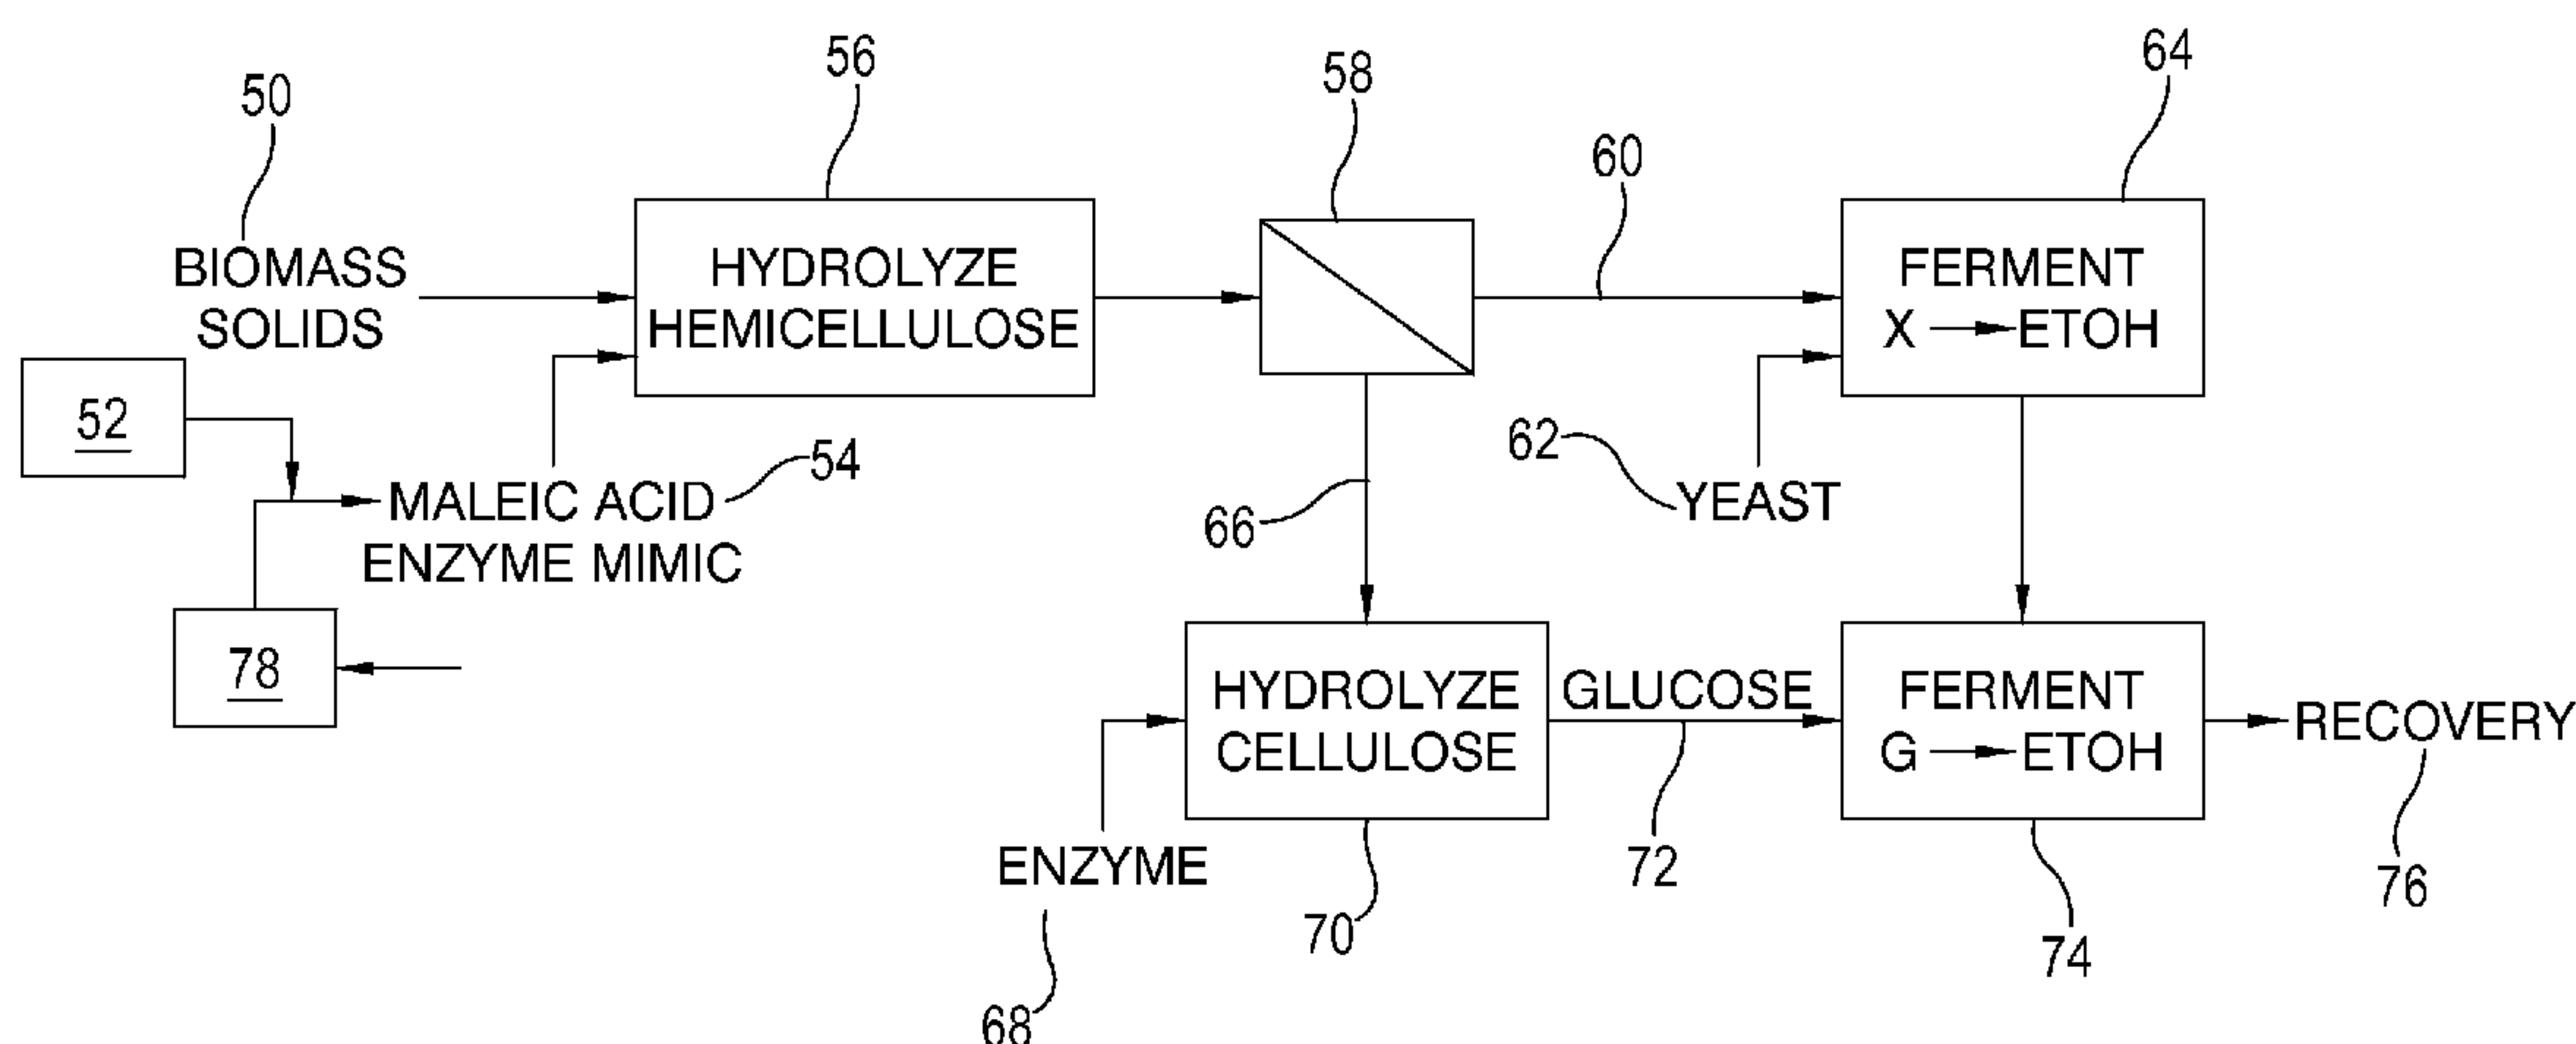 50
56
58
60
64
BIOMASS
SOLIDS
HYDROLYZE
HEMICELLULOSE
FERMENT
X → ETOH
52
54
MALEIC ACID
ENZYME MIMIC
62
YEAST
66
78
HYDROLYZE
CELLULOSE
GLUCOSE
72
FERMENT
G → ETOH
RECOVERY
76
ENZYME
68
70
74